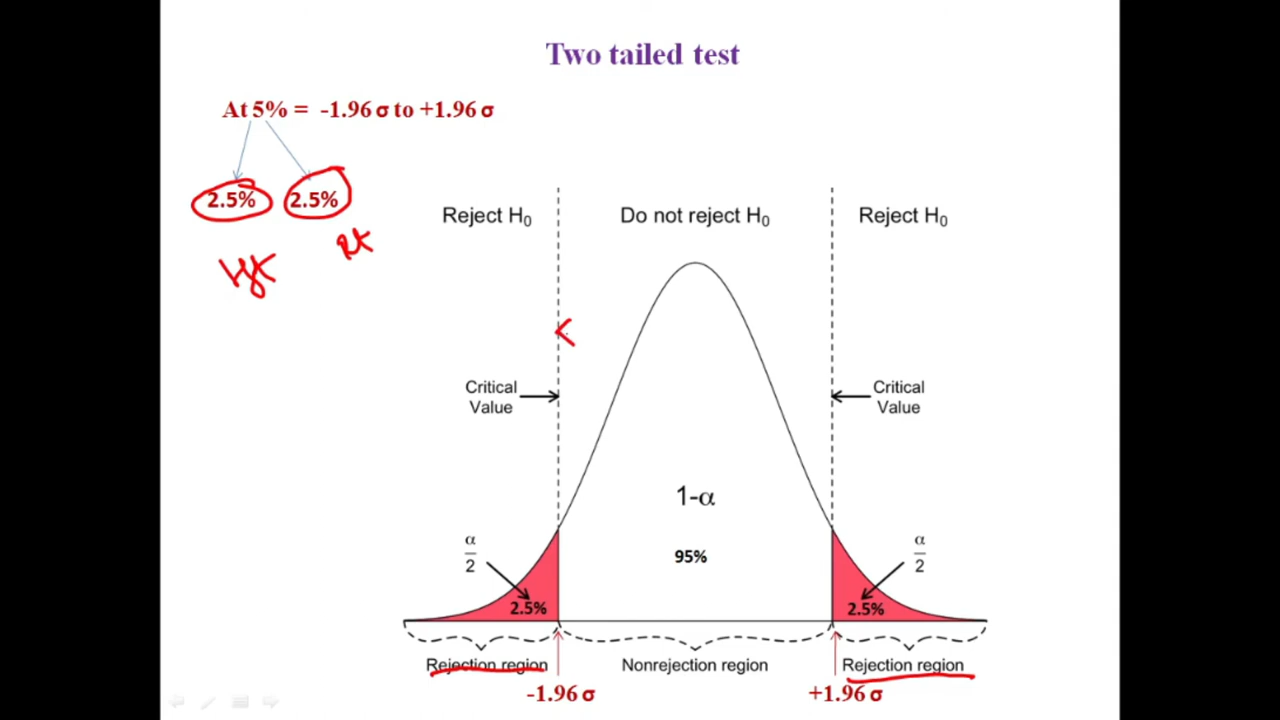 Two tailed test
At 5% = -1.96 σ to +1.96 σ
2.5% 2.5%
Reject H₀ Do not reject H₀ Reject H₀
Critical Value
Critical Value
1-α
95%
α/2
2.5%
α/2
2.5%
Rejection region Nonrejection region Rejection region
-1.96 σ +1.96 σ